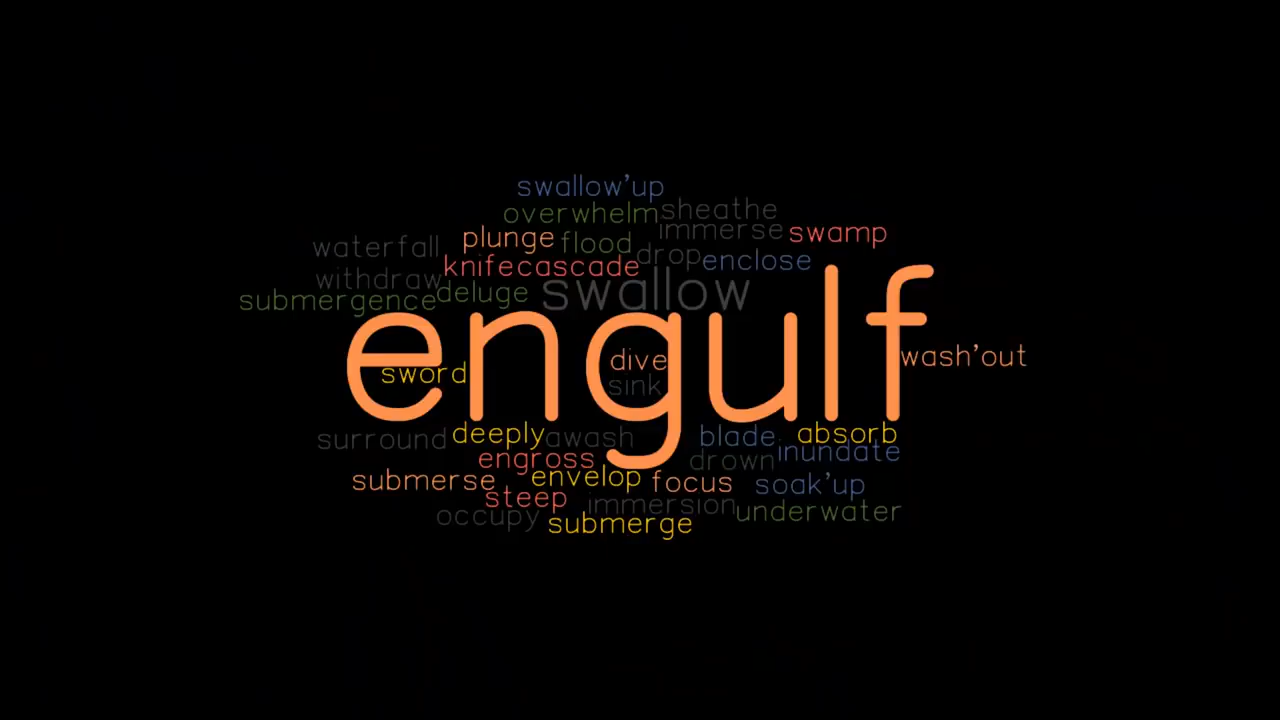 swallow'up
overwhelm sheathe
waterfall plunge flood immerse swamp
withdraw knifecascade drop enclose
submergence deluge swallow
engulf
sword dive wash'out
sink
surround deeply awash blade absorb
engross drown inundate
submerse envelop focus soak'up
steep immersion underwater
occupy submerge